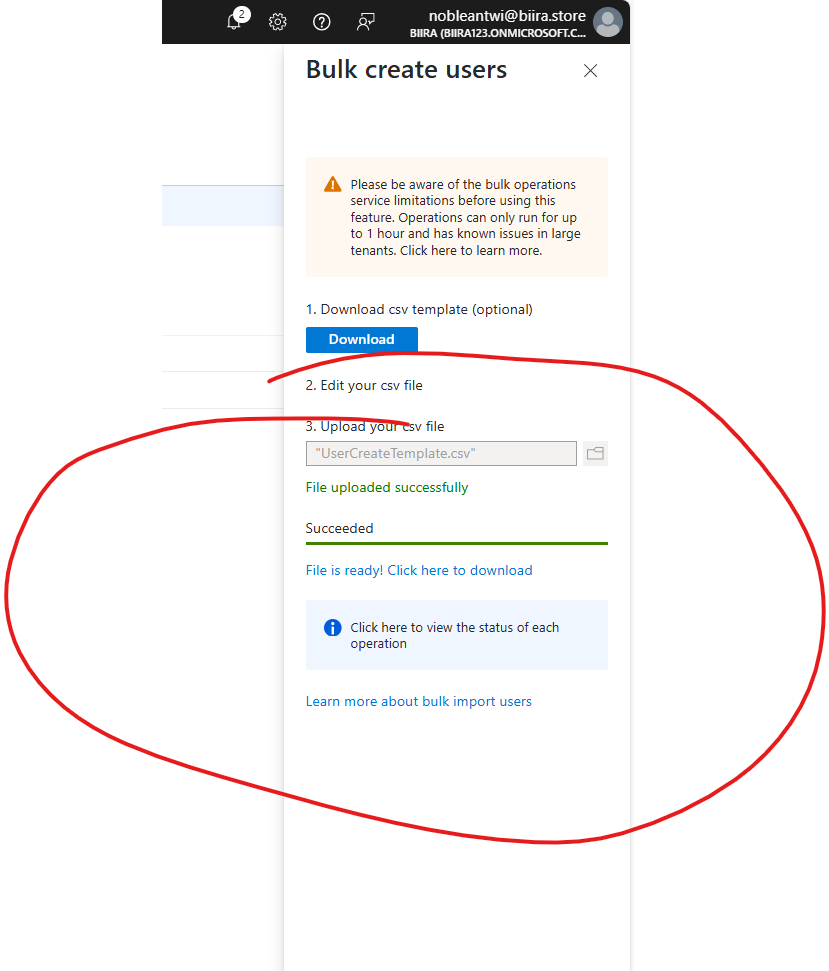 2
nobleantwi@biira.store
BIIRA (BIIRA123.ONMICROSOFT.C...
Bulk create users
Please be aware of the bulk operations
service limitations before using this
feature. Operations can only run for up
to 1 hour and has known issues in large
tenants. Click here to learn more.
1. Download csv template (optional)
Download
2. Edit your csv file
3. Upload your csv file
"UserCreateTemplate.csv"
File uploaded successfully
Succeeded
File is ready! Click here to download
Click here to view the status of each
operation
Learn more about bulk import users